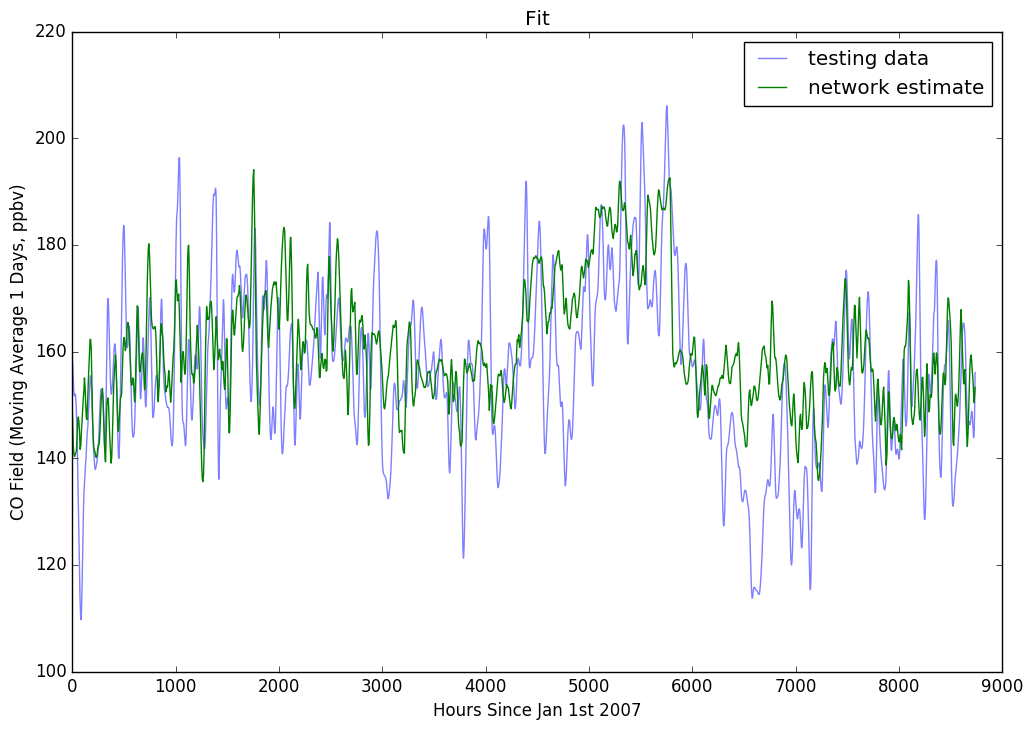 Fit
220
200
180
160
140
120
100
CO Field (Moving Average 1 Days, ppbv)
testing data
network estimate
0 1000 2000 3000 4000 5000 6000 7000 8000 9000
Hours Since Jan 1st 2007